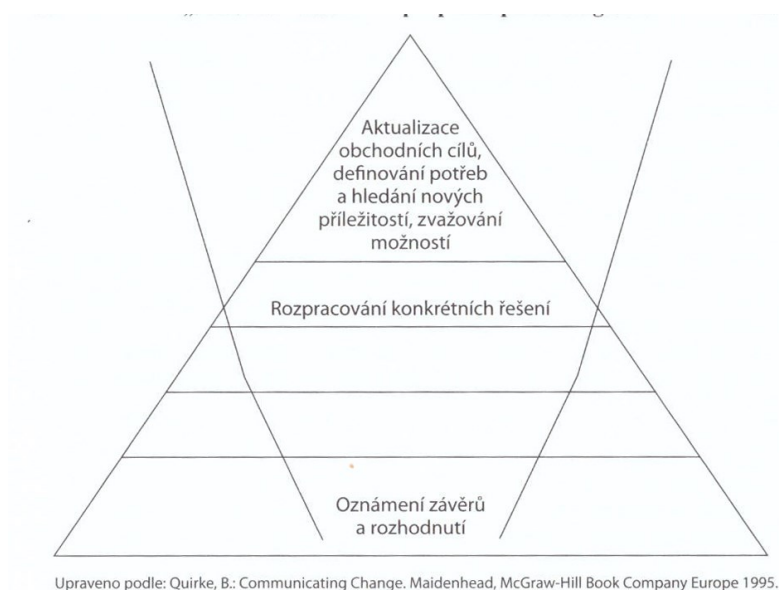 Aktualizace
obchodních cílů,
definování potřeb
a hledání nových
příležitostí, zvažování
možností
Rozpracování konkrétních řešení
Oznámení závěrů
a rozhodnutí
Upraveno podle: Quirke, B.: Communicating Change. Maidenhead, McGraw-Hill Book Company Europe 1995.